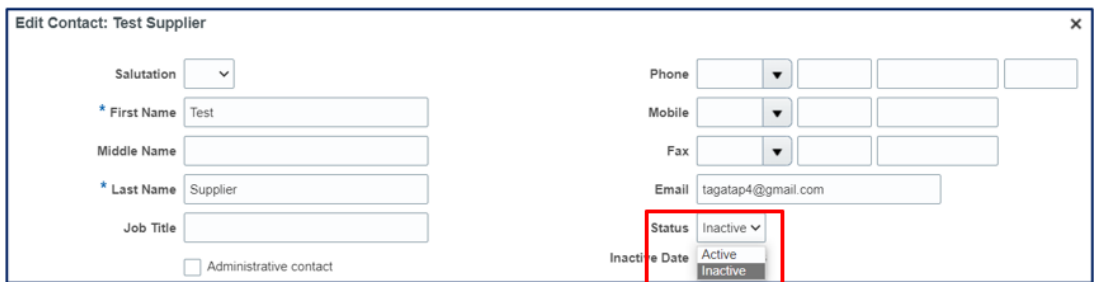 Edit Contact: Test Supplier
Salutation
* First Name Test
Middle Name
* Last Name Supplier
Job Title
Administrative contact
Phone
Mobile
Fax
Email tagatap4@gmail.com
Status Inactive
Active
Inactive
Inactive Date